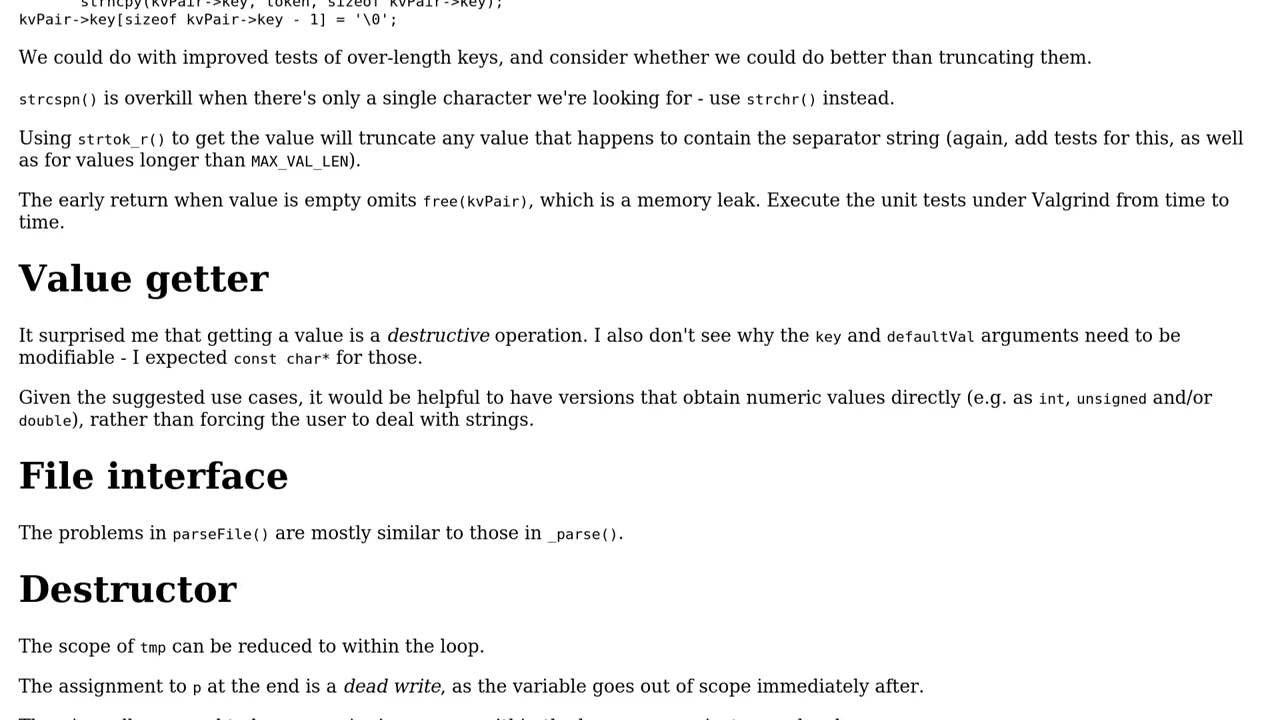 strncpy(kvPair->key, token, sizeof kvPair->key);
kvPair->key[sizeof kvPair->key - 1] = '\0';
We could do with improved tests of over-length keys, and consider whether we could do better than truncating them.
strcspn() is overkill when there's only a single character we're looking for - use strchr() instead.
Using strtok_r() to get the value will truncate any value that happens to contain the separator string (again, add tests for this, as well
as for values longer than MAX_VAL_LEN).
The early return when value is empty omits free(kvPair), which is a memory leak. Execute the unit tests under Valgrind from time to
time.
Value getter
It surprised me that getting a value is a destructive operation. I also don't see why the key and defaultVal arguments need to be
modifiable - I expected const char* for those.
Given the suggested use cases, it would be helpful to have versions that obtain numeric values directly (e.g. as int, unsigned and/or
double), rather than forcing the user to deal with strings.
File interface
The problems in parseFile() are mostly similar to those in _parse().
Destructor
The scope of tmp can be reduced to within the loop.
The assignment to p at the end is a dead write, as the variable goes out of scope immediately after.